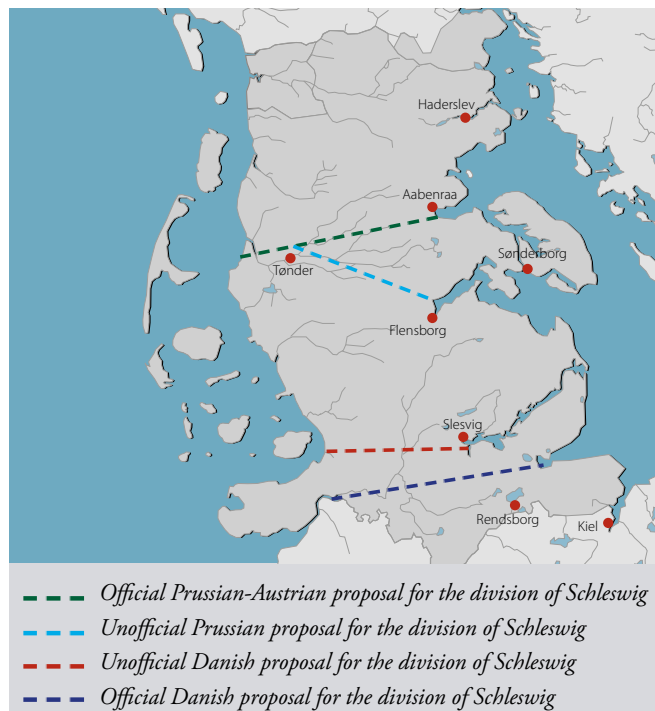 Haderslev
Aabenraa
Sønderborg
Tønder
Flensborg
Slesvig
Rendsborg
Kiel
Official Prussian-Austrian proposal for the division of Schleswig
Unofficial Prussian proposal for the division of Schleswig
Unofficial Danish proposal for the division of Schleswig
Official Danish proposal for the division of Schleswig